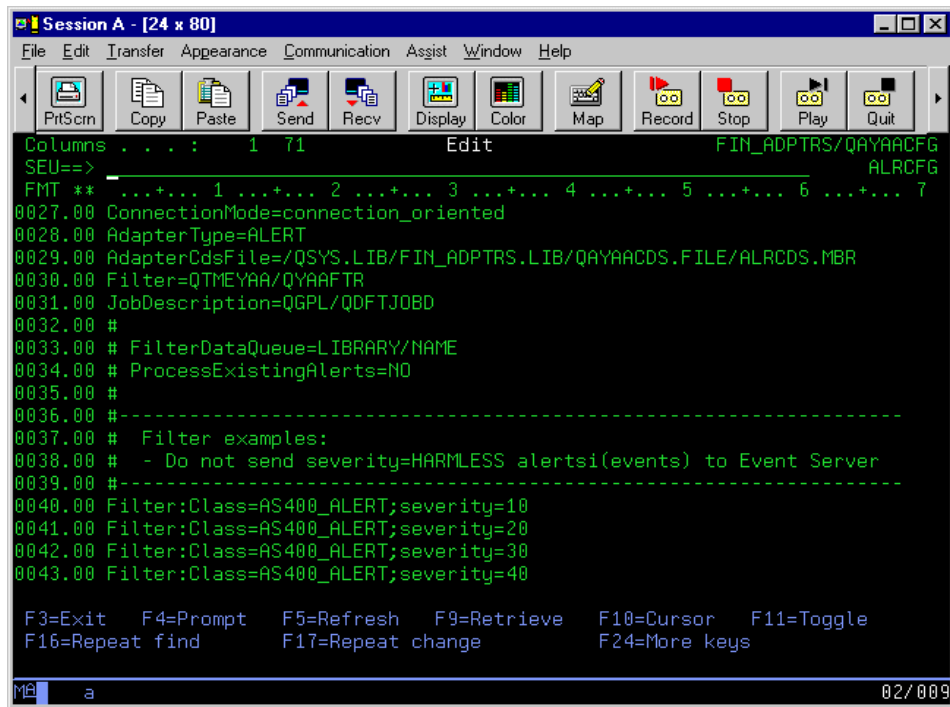 Session A - [24 x 80]
File Edit Transfer Appearance Communication Assist Window Help
PrtScrn Copy Paste Send Recv Display Color Map Record Stop Play Quit
Columns . . . : 1 71 Edit FIN_ADPTRS/QAYAACFG
SEU==> ALRCFG
FMT ** ...+... 1 ...+... 2 ...+... 3 ...+... 4 ...+... 5 ...+... 6 ...+... 7
0027.00 ConnectionMode=connection_oriented
0028.00 AdapterType=ALERT
0029.00 AdapterCdsFile=/QSYS.LIB/FIN_ADPTRS.LIB/QAYAACDS.FILE/ALRCDS.MBR
0030.00 Filter=QTMEYAA/QYAAFTR
0031.00 JobDescription=QGPL/QDFTJOBD
0032.00 #
0033.00 # FilterDataQueue=LIBRARY/NAME
0034.00 # ProcessExistingAlerts=NO
0035.00 #
0036.00 #--------------------------------------------------------------------
0037.00 #  Filter examples:
0038.00 #  - Do not send severity=HARMLESS alertsi(events) to Event Server
0039.00 #--------------------------------------------------------------------
0040.00 Filter:Class=AS400_ALERT;severity=10
0041.00 Filter:Class=AS400_ALERT;severity=20
0042.00 Filter:Class=AS400_ALERT;severity=30
0043.00 Filter:Class=AS400_ALERT;severity=40
F3=Exit F4=Prompt F5=Refresh F9=Retrieve F10=Cursor F11=Toggle
F16=Repeat find F17=Repeat change F24=More keys
MA a 02/009